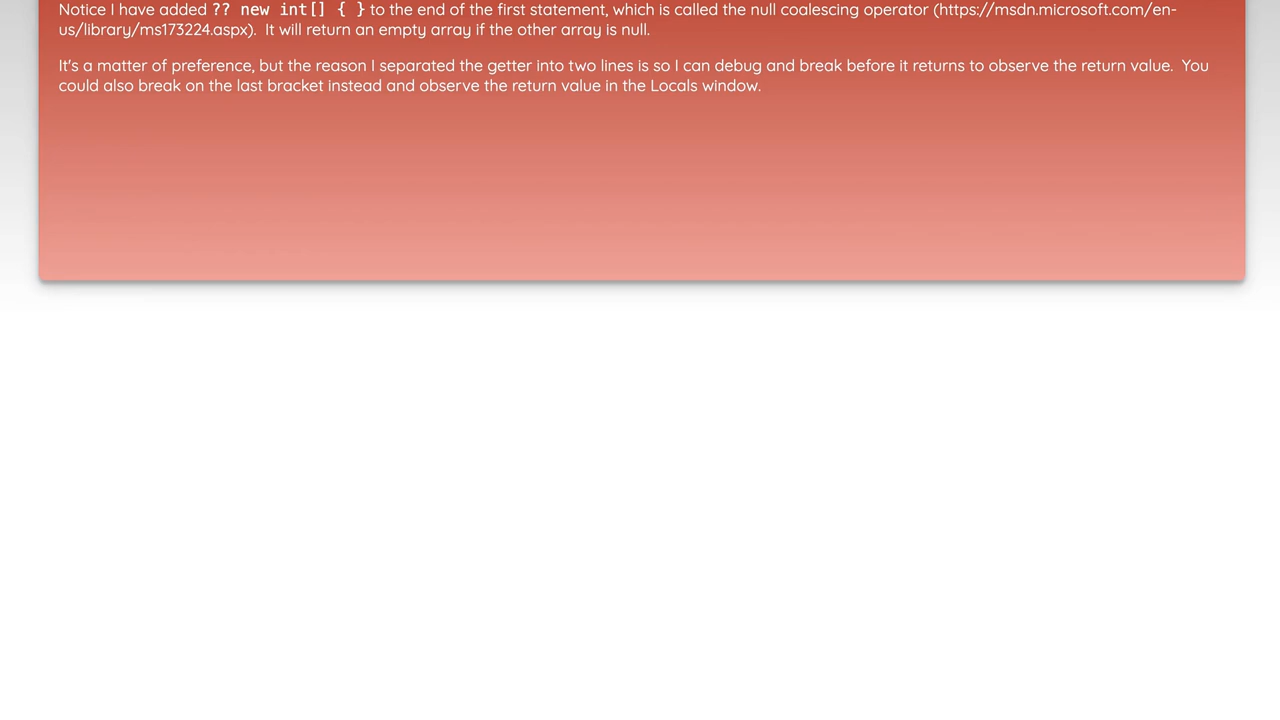 Notice I have added ?? new int[] { } to the end of the first statement, which is called the null coalescing operator (https://msdn.microsoft.com/en-
us/library/ms173224.aspx).  It will return an empty array if the other array is null.
It's a matter of preference, but the reason I separated the getter into two lines is so I can debug and break before it returns to observe the return value.  You
could also break on the last bracket instead and observe the return value in the Locals window.